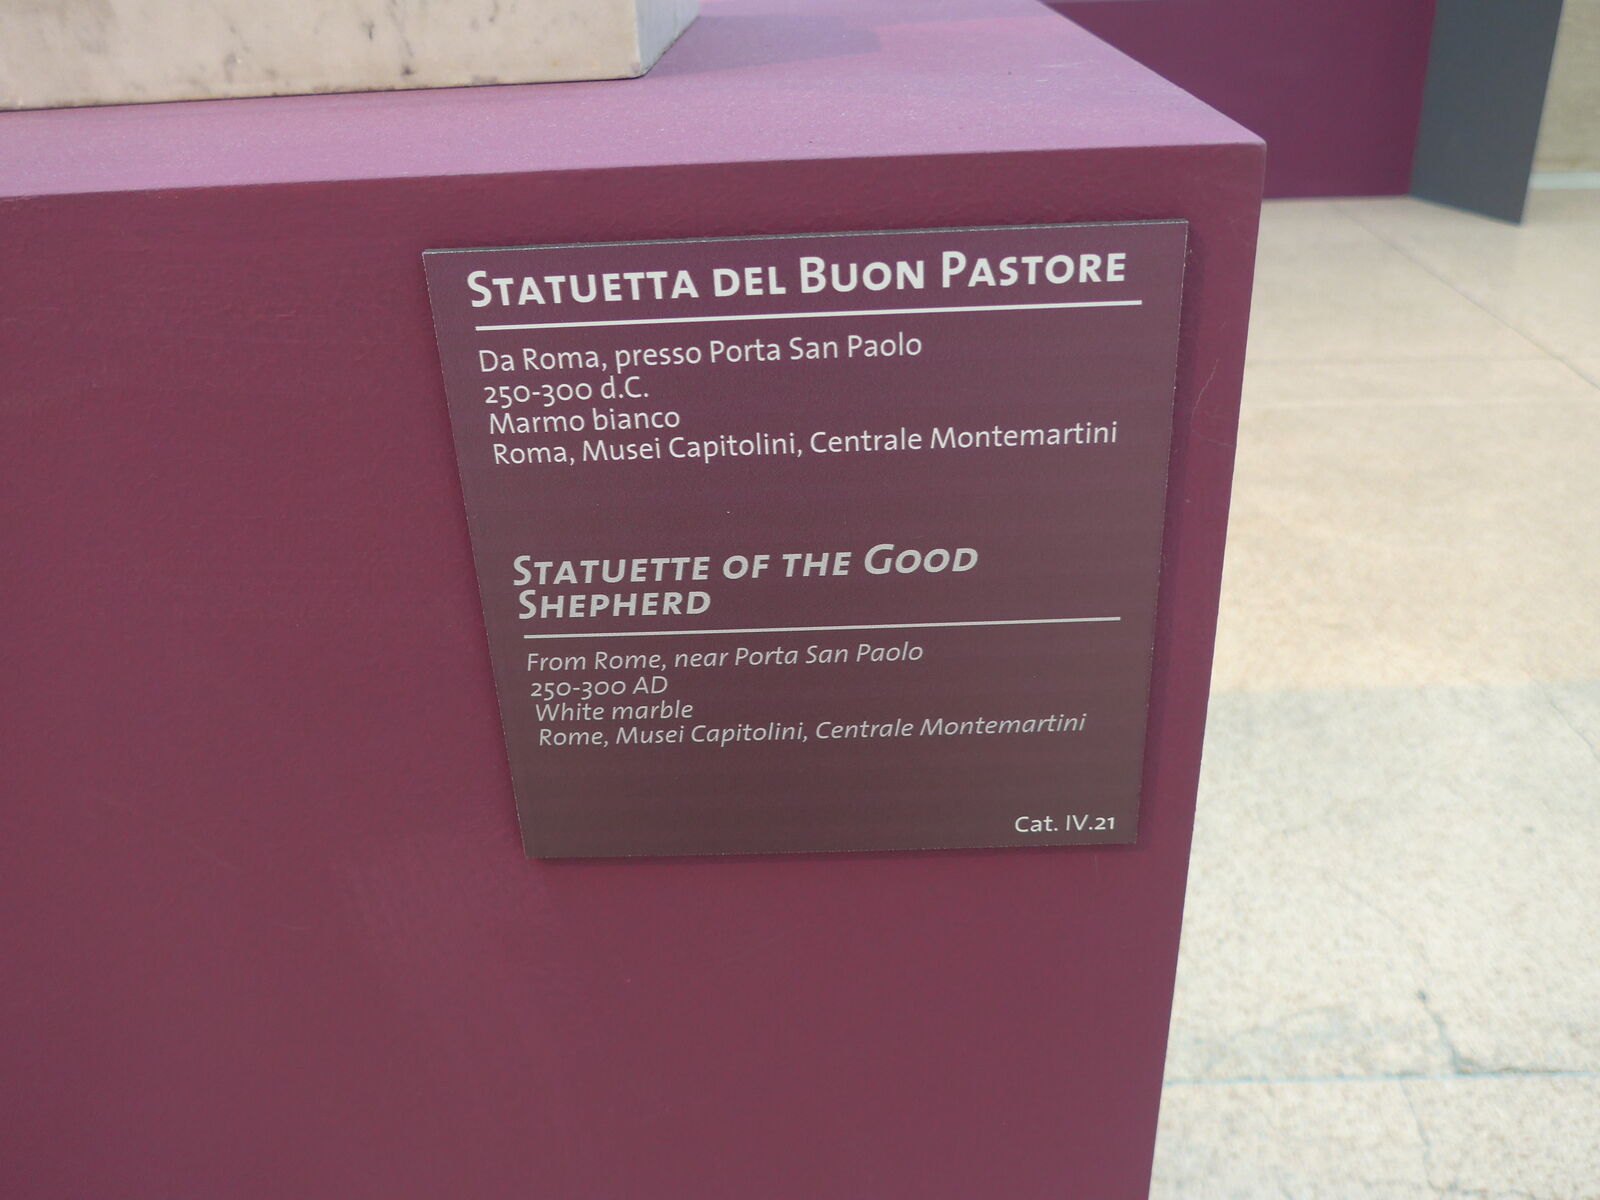 STATUETTA DEL BUON PASTORE
Da Roma, presso Porta San Paolo
250-300 d.C.
Marmo bianco
Roma, Musei Capitolini, Centrale Montemartini
STATUETTE OF THE GOOD
SHEPHERD
From Rome, near Porta San Paolo
250-300 AD
White marble
Rome, Musei Capitolini, Centrale Montemartini
Cat. IV.21